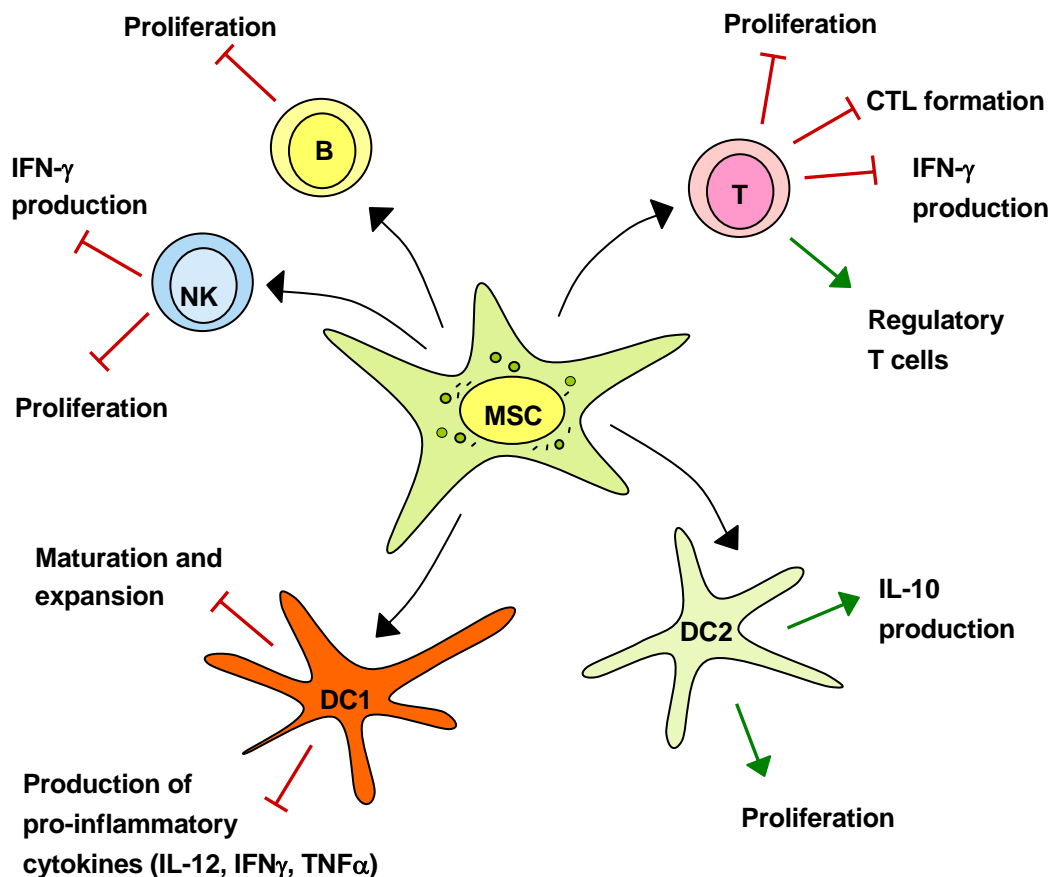 Proliferation
B
IFN-γ
production
NK
Proliferation
Proliferation
CTL formation
IFN-γ
production
T
Regulatory
T cells
MSC
Maturation and
expansion
DC1
Production of
pro-inflammatory
cytokines (IL-12, IFNγ, TNFα)
DC2
IL-10
production
Proliferation